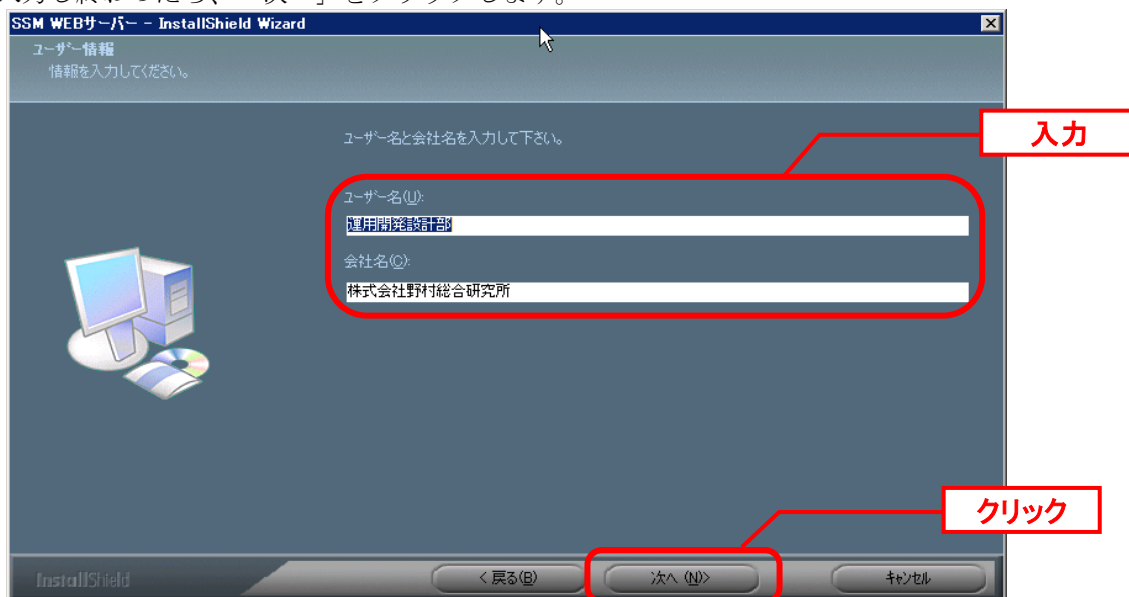 SSM WEBサーバー - InstallShield Wizard
ユーザー情報
情報を入力してください。
ユーザー名と会社名を入力して下さい。
入力
ユーザー名(U):
運用開発設計部
会社名(C):
株式会社野村総合研究所
クリック
InstallShield
< 戻る(B)
次へ (N)>
キャンセル